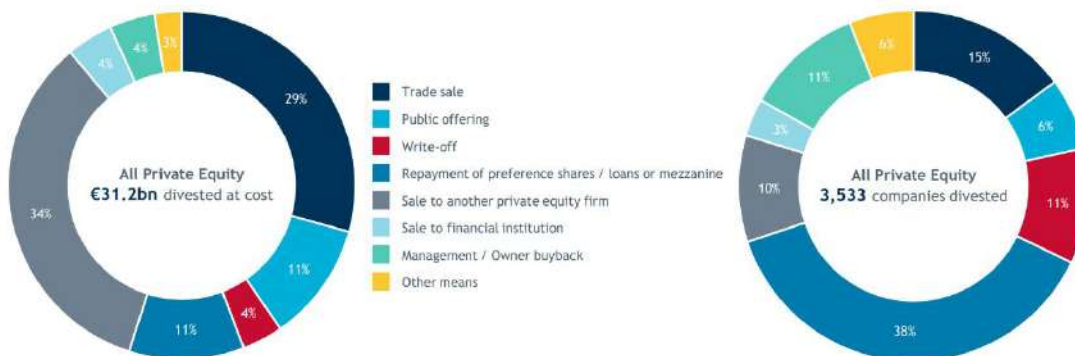 3%
4%
4%
29%
34%
11%
4%
11%
All Private Equity
€31.2bn divested at cost
Trade sale
Public offering
Write-off
Repayment of preference shares / loans or mezzanine
Sale to another private equity firm
Sale to financial institution
Management / Owner buyback
Other means
6%
15%
11%
6%
3%
10%
11%
38%
All Private Equity
3,533 companies divested